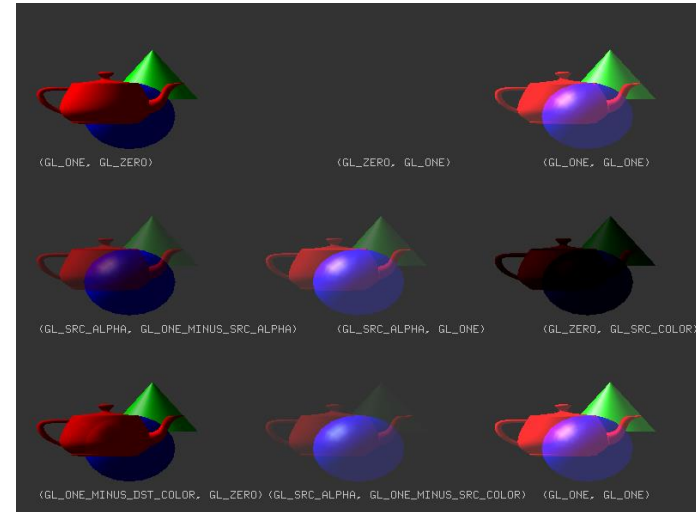 (GL_ONE, GL_ZERO) (GL_ZERO, GL_ONE) (GL_ONE, GL_ONE)
(GL_SRC_ALPHA, GL_ONE_MINUS_SRC_ALPHA) (GL_SRC_ALPHA, GL_ONE) (GL_ZERO, GL_SRC_COLOR)
(GL_ONE_MINUS_DST_COLOR, GL_ZERO) (GL_SRC_ALPHA, GL_ONE_MINUS_SRC_COLOR) (GL_ONE, GL_ONE)